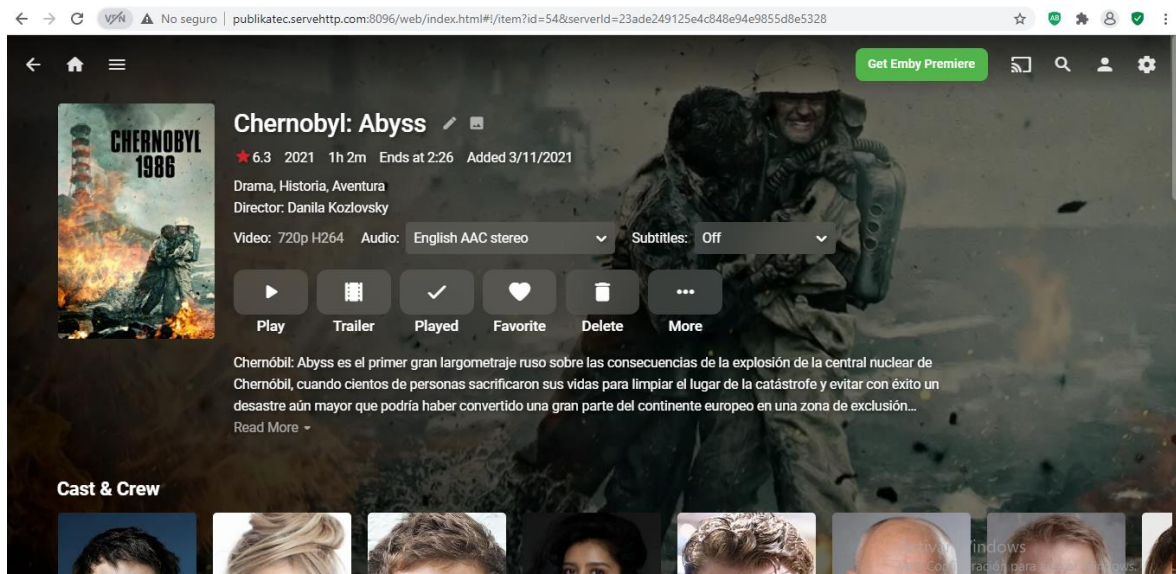 VPN No seguro | publikatec.servehttp.com:8096/web/index.html#!/item?id=54&serverId=23ade249125e4c848e94e9855d8e5328 AB
Get Emby Premiere
CHERNOBYL
1986
Chernobyl: Abyss
6.3 2021 1h 2m Ends at 2:26 Added 3/11/2021
Drama, Historia, Aventura
Director: Danila Kozlovsky
Video: 720p H264 Audio: English AAC stereo Subtitles: Off
Play Trailer Played Favorite Delete More
Chernóbil: Abyss es el primer gran largometraje ruso sobre las consecuencias de la explosión de la central nuclear de
Chernóbil, cuando cientos de personas sacrificaron sus vidas para limpiar el lugar de la catástrofe y evitar con éxito un
desastre aún mayor que podría haber convertido una gran parte del continente europeo en una zona de exclusión...
Read More
Cast & Crew